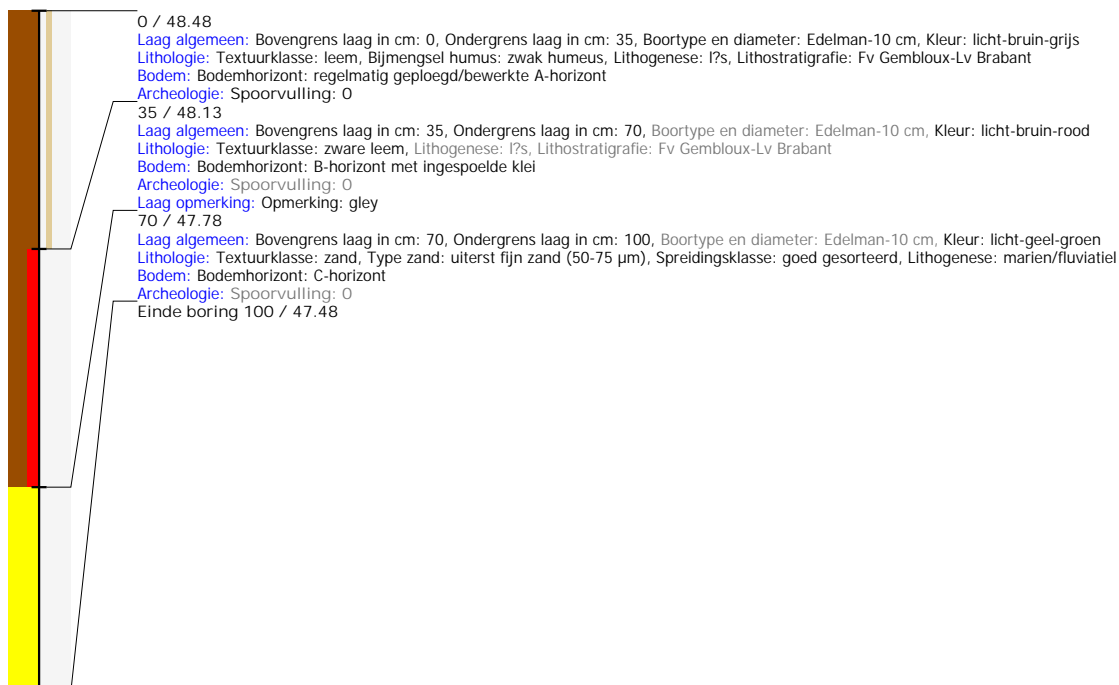 0 / 48.48
Laag algemeen: Bovengrens laag in cm: 0, Ondergrens laag in cm: 35, Boortype en diameter: Edelman-10 cm, Kleur: licht-bruin-grijs
Lithologie: Textuurklasse: leem, Bijmengsel humus: zwak humeus, Lithogenese: l?s, Lithostratigrafie: Fv Gembloux-Lv Brabant
Bodem: Bodemhorizont: regelmatig geploegd/bewerkte A-horizont
Archeologie: Spoorvulling: 0
35 / 48.13
Laag algemeen: Bovengrens laag in cm: 35, Ondergrens laag in cm: 70, Boortype en diameter: Edelman-10 cm, Kleur: licht-bruin-rood
Lithologie: Textuurklasse: zware leem, Lithogenese: l?s, Lithostratigrafie: Fv Gembloux-Lv Brabant
Bodem: Bodemhorizont: B-horizont met ingespoelde klei
Archeologie: Spoorvulling: 0
Laag opmerking: Opmerking: gley
70 / 47.78
Laag algemeen: Bovengrens laag in cm: 70, Ondergrens laag in cm: 100, Boortype en diameter: Edelman-10 cm, Kleur: licht-geel-groen
Lithologie: Textuurklasse: zand, Type zand: uiterst fijn zand (50-75 µm), Spreidingsklasse: goed gesorteerd, Lithogenese: marien/fluviatiel
Bodem: Bodemhorizont: C-horizont
Archeologie: Spoorvulling: 0
Einde boring 100 / 47.48